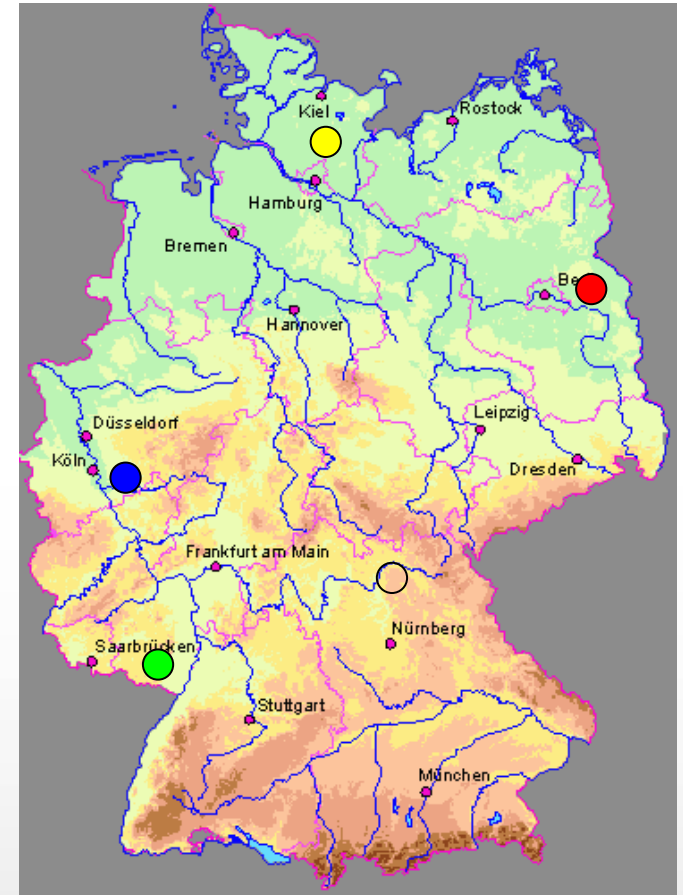 Kiel
Rostock
Hamburg
Bremen
Hannover
Düsseldorf
Leipzig
Köln
Dresden
Frankfurt am Main
Nürnberg
Saarbrücken
Stuttgart
München